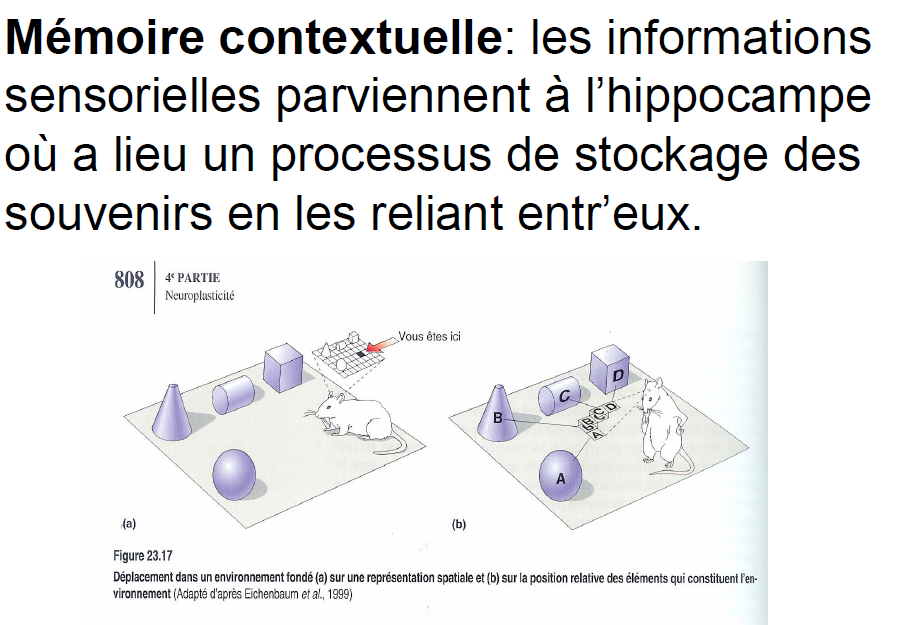 Mémoire contextuelle: les informations
sensorielles parviennent à l'hippocampe
où a lieu un processus de stockage des
souvenirs en les reliant entr'eux.
808
4e PARTIE
Neuroplasticité
Vous êtes ici
D
C
B
B C D
A
A
(a)
(b)
Figure 23.17
Déplacement dans un environnement fondé (a) sur une représentation spatiale et (b) sur la position relative des éléments qui constituent l'en-
vironnement (Adapté d'après Eichenbaum et al., 1999)